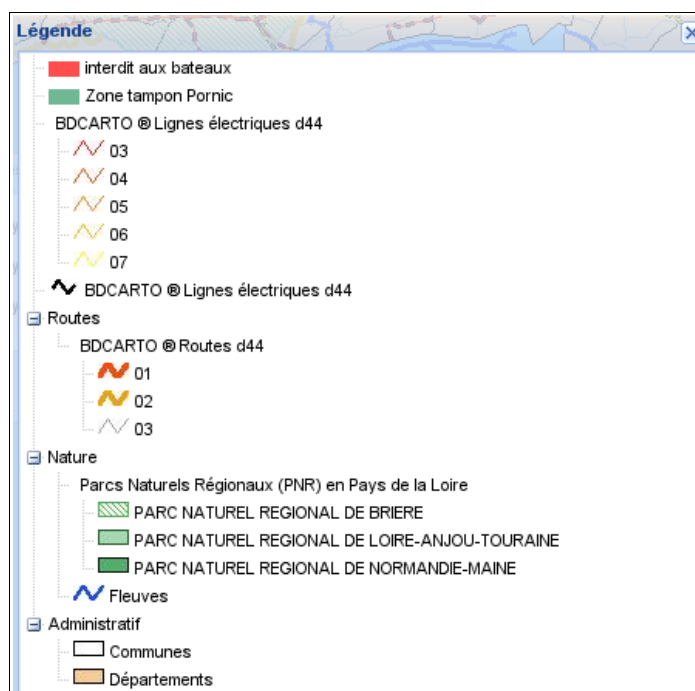 Légende
interdit aux bateaux
Zone tampon Pornic
BDCARTO ® Lignes électriques d44
03
04
05
06
07
BDCARTO ® Lignes électriques d44
Routes
BDCARTO ® Routes d44
01
02
03
Nature
Parcs Naturels Régionaux (PNR) en Pays de la Loire
PARC NATUREL REGIONAL DE BRIERE
PARC NATUREL REGIONAL DE LOIRE-ANJOU-TOURAINE
PARC NATUREL REGIONAL DE NORMANDIE-MAINE
Fleuves
Administratif
Communes
Départements